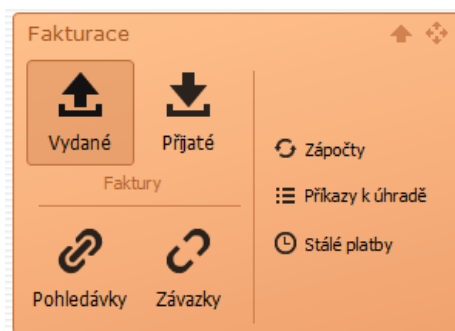 Fakturace
Vydané
Přijaté
Faktury
Pohledávky
Závazky
Zápočty
Příkazy k úhradě
Stálé platby